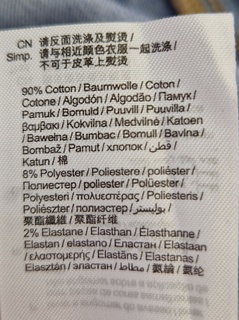 CN 请反面洗涤及熨烫/
Simp. 请与相近颜色衣服一起洗涤/
不可于皮革上熨烫
90% Cotton / Baumwolle / Coton /
Cotone / Algodón / Algodão / Памук /
Pamuk / Bomuld / Puuvill / Puuvilla /
βαμβακι / Kokvilna / Medvilnė / Katoen
/ Bawełna / Bumbac / Bomull / Bavlna /
Bombaž / Pamut / хлопок / قطن /
Katun / 棉
8% Polyester / Poliestere / poliéster /
Полиестер / poliester / Polüester /
Polyesteri / πολυεστέρας / Poliesteris /
Poliészter / полиэстер / بوليستر /
聚酯纖維 / 聚酯纤维
2% Elastane / Elasthan / Élasthanne /
Elastan / elastano / Еластан / Elastaan
/ ελαστομερής / Elastāns / Elastanas /
Elasztán / эластан / مطاط / 氨綸 / 氨纶